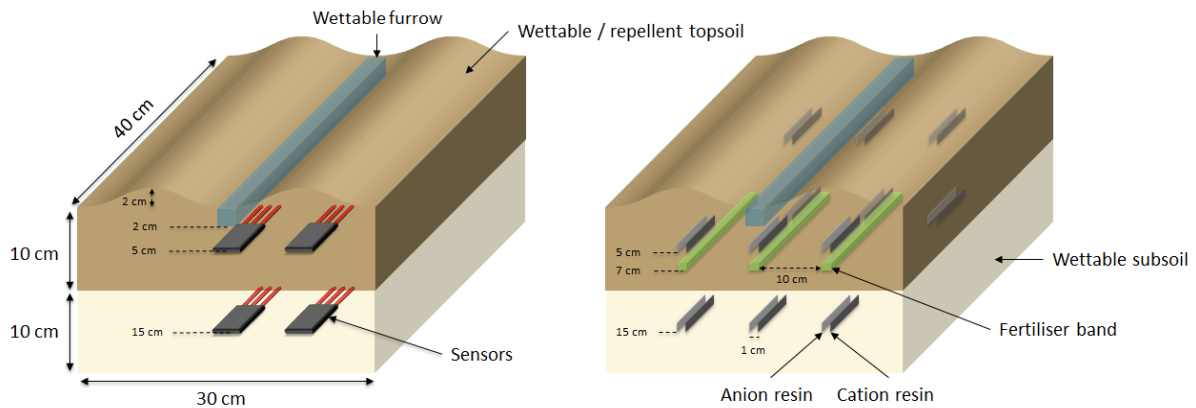 Wettable furrow
Wettable / repellent topsoil
40 cm
2 cm
2 cm
5 cm
10 cm
10 cm
15 cm
Sensors
30 cm
5 cm
7 cm
10 cm
Wettable subsoil
15 cm
1 cm
Fertiliser band
Anion resin
Cation resin